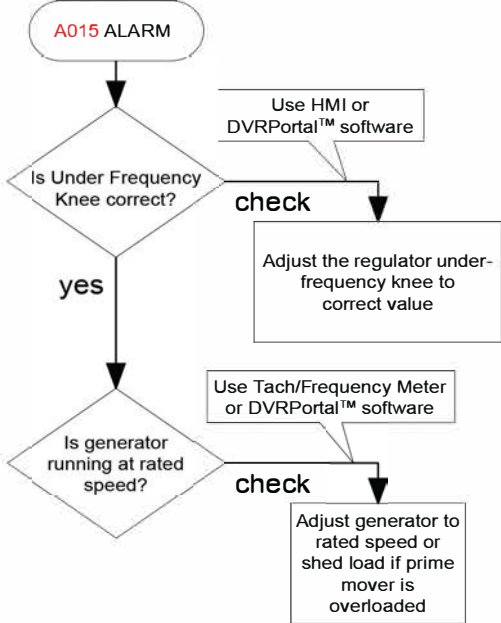 A015 ALARM
Use HMI or
DVRPortal™ software
Is Under Frequency
Knee correct?
check
Adjust the regulator under-
frequency knee to
correct value
yes
Use Tach/Frequency Meter
or DVRPortal™ software
Is generator
running at rated
speed?
check
Adjust generator to
rated speed or
shed load if prime
mover is
overloaded